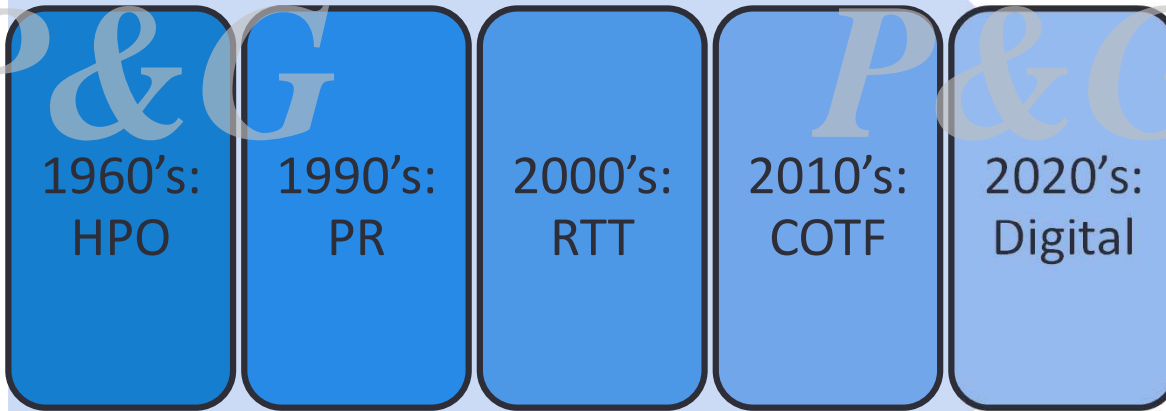 P&G
P&G
1960's:
HPO
1990's:
PR
2000's:
RTT
2010's:
COTF
2020's:
Digital